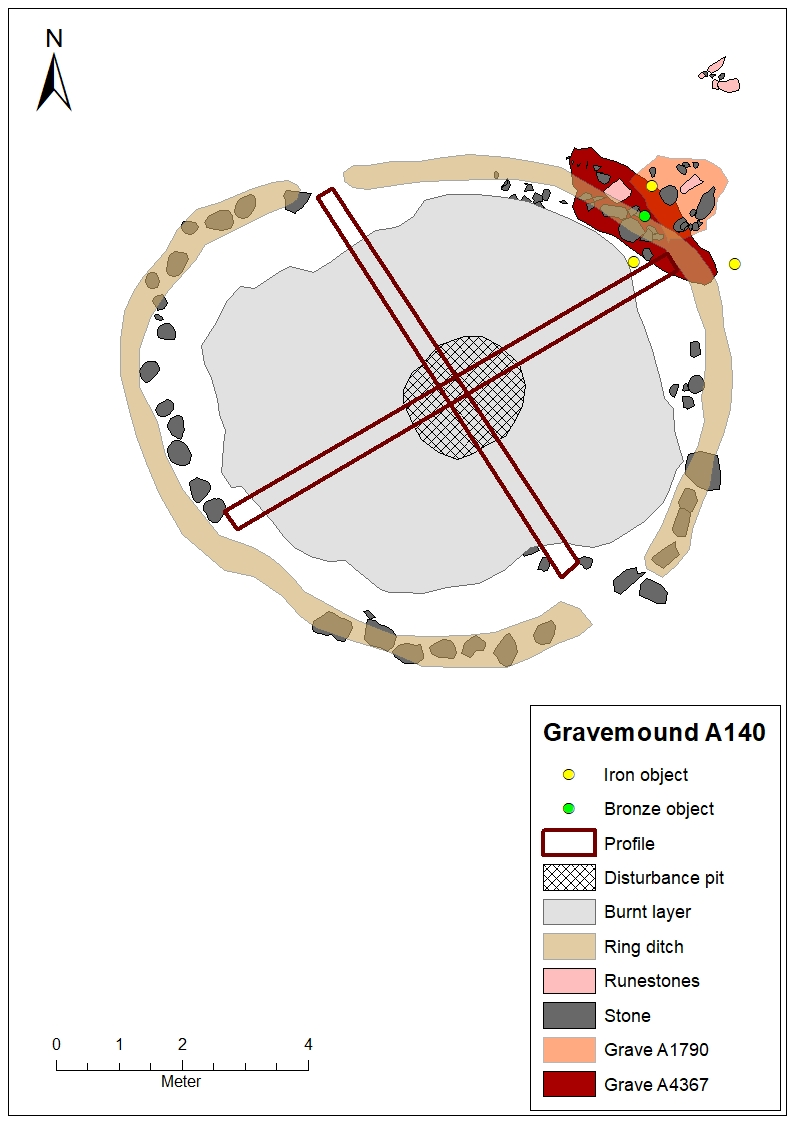 N
Gravemound A140
Iron object
Bronze object
Profile
Disturbance pit
Burnt layer
Ring ditch
Runestones
Stone
Grave A1790
Grave A4367
0 1 2 4
Meter